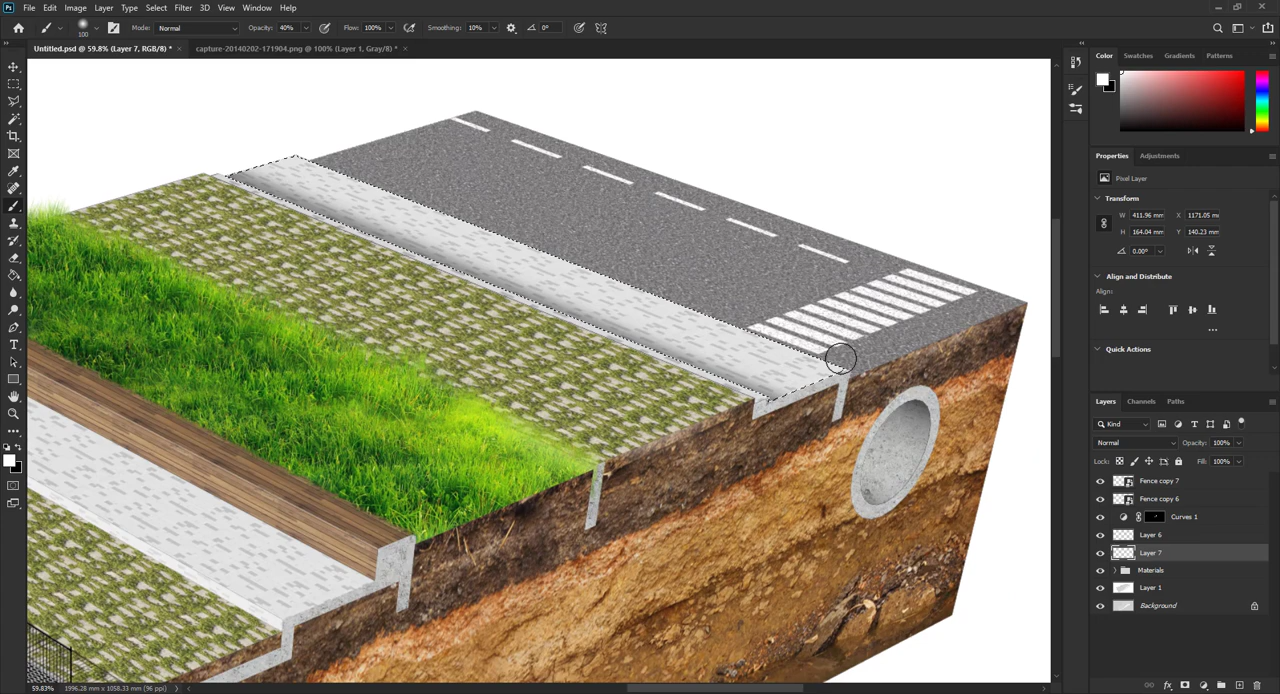 Ps File Edit Image Layer Type Select Filter 3D View Window Help
100 Mode: Normal Opacity: 40% Flow: 100% Smoothing: 10% 0°
Untitled.psd @ 59.8% (Layer 7, RGB/8) * × capture-20140202-171904.png @ 100% (Layer 1, Gray/8) * ×
Color Swatches Gradients Patterns
Properties Adjustments
Pixel Layer
Transform
W 411.96 mm X 1171.05 m
H 164.04 mm Y 140.23 mm
0.00°
Align and Distribute
Align:
Quick Actions
Layers Channels Paths
Kind
Normal Opacity: 100%
Lock: Fill: 100%
Fence copy 7
Fence copy 6
Curves 1
Layer 6
Layer 7
Materials
Layer 1
Background
59.83% 1996.28 mm x 1058.33 mm (96 ppi)